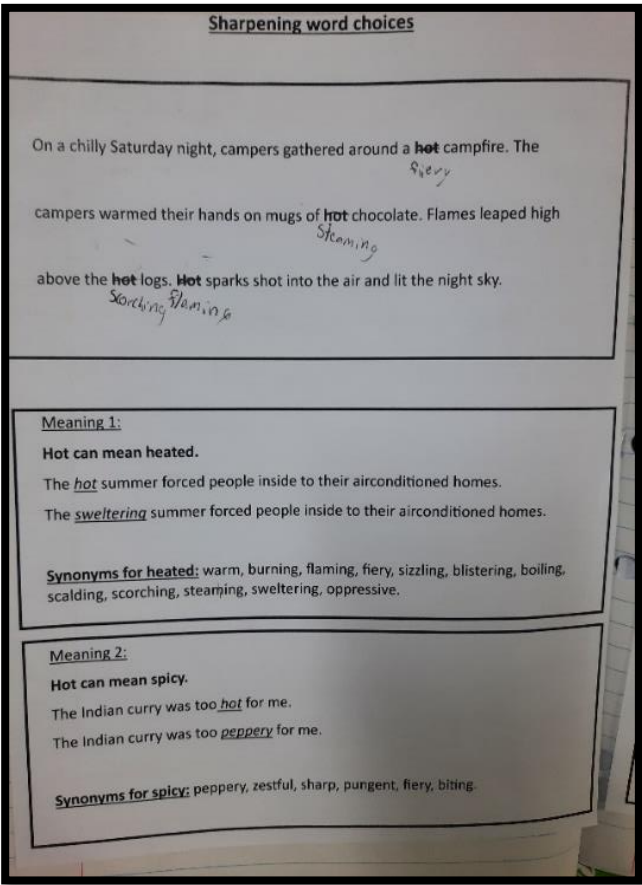 Sharpening word choices
On a chilly Saturday night, campers gathered around a hot campfire. The
fiery
campers warmed their hands on mugs of hot chocolate. Flames leaped high
Steaming
above the hot logs. Hot sparks shot into the air and lit the night sky.
Scorching flaming
Meaning 1:
Hot can mean heated.
The hot summer forced people inside to their airconditioned homes.
The sweltering summer forced people inside to their airconditioned homes.
Synonyms for heated: warm, burning, flaming, fiery, sizzling, blistering, boiling,
scalding, scorching, steaming, sweltering, oppressive.
Meaning 2:
Hot can mean spicy.
The Indian curry was too hot for me.
The Indian curry was too peppery for me.
Synonyms for spicy: peppery, zestful, sharp, pungent, fiery, biting.